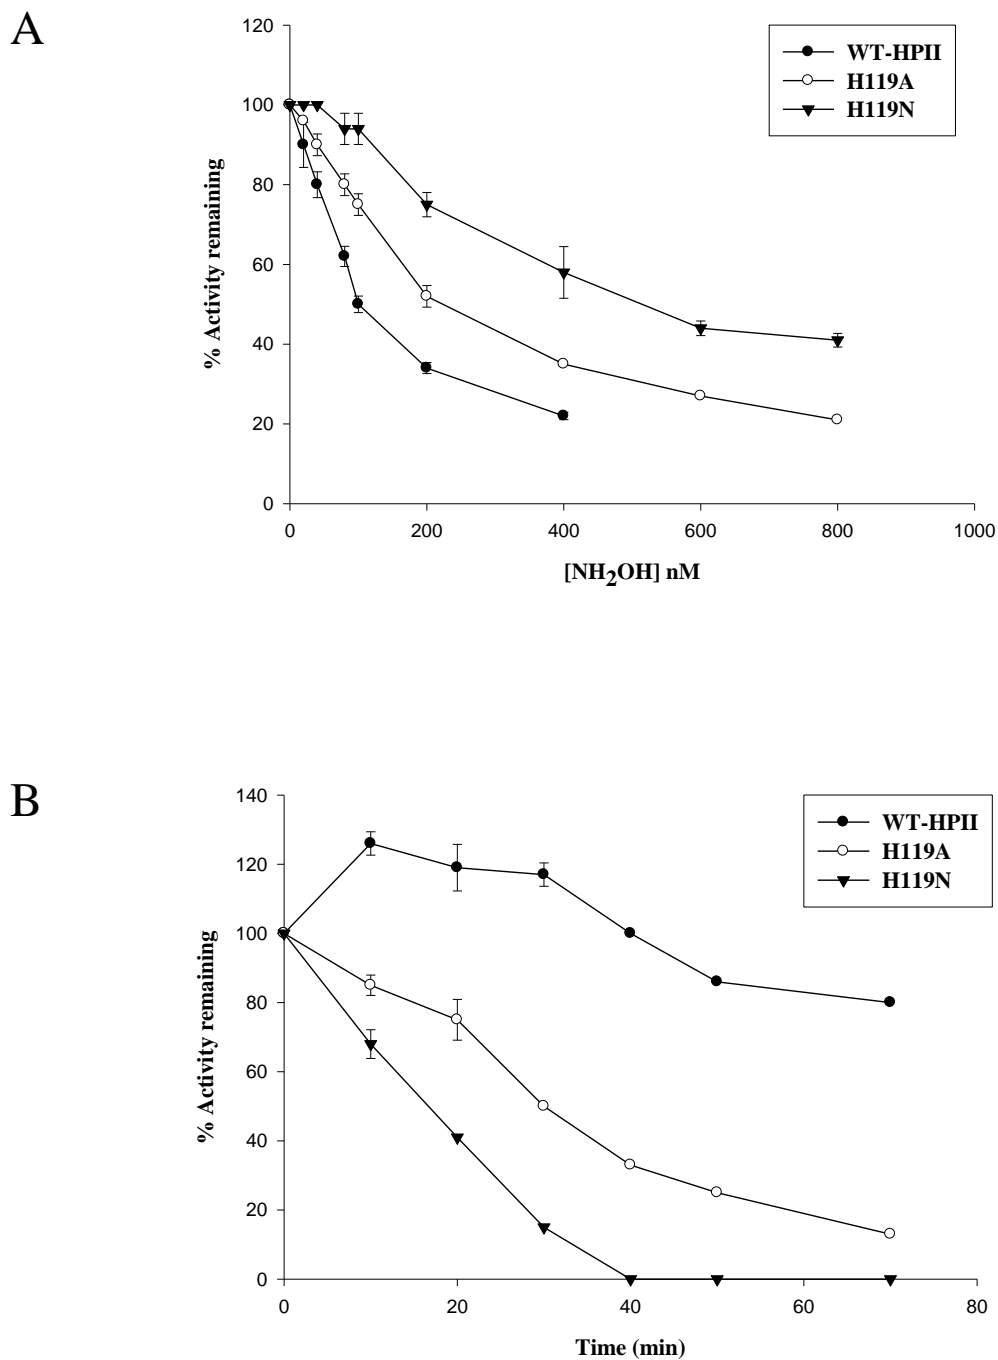 A
120
100
80
60
40
20
0
% Activity remaining
WT-HPII
H119A
H119N
0 200 400 600 800 1000
[NH2OH] nM
B
140
120
100
80
60
40
20
0
% Activity remaining
WT-HPII
H119A
H119N
0 20 40 60 80
Time (min)